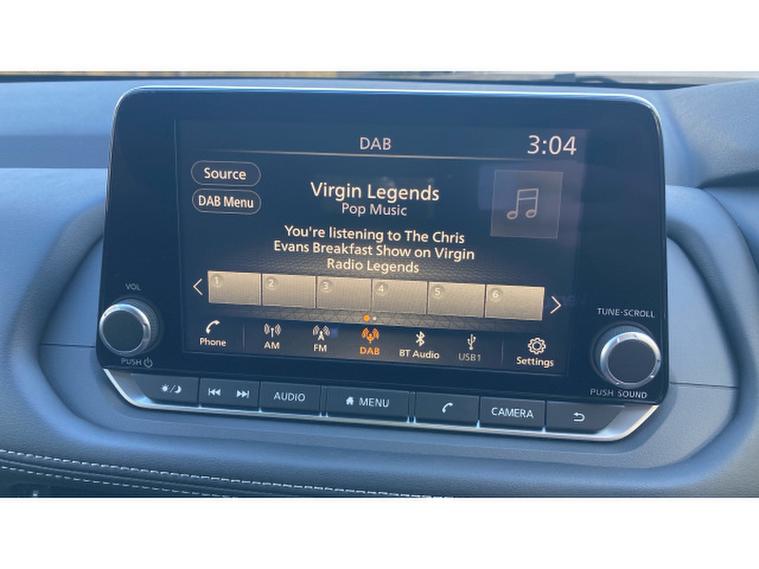 DAB
3:04
Source
DAB Menu
Virgin Legends
Pop Music
You're listening to The Chris
Evans Breakfast Show on Virgin
Radio Legends
1 2 3 4 5 6
VOL
PUSH
TUNE-SCROLL
PUSH SOUND
Phone
AM
FM
DAB
BT Audio
USB1
Settings
AUDIO
MENU
CAMERA